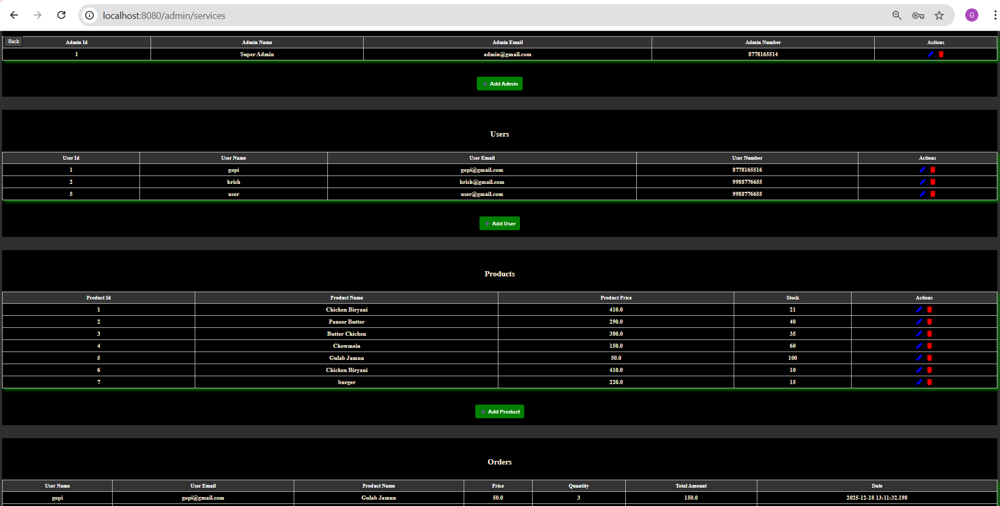 localhost:8080/admin/services
G
Back
Admin Id Admin Name Admin Email Admin Number Actions
1 Super Admin admin@gmail.com 8778165514
Add Admin
Users
User Id User Name User Email User Number Actions
1 gopi gopi@gmail.com 8778165516
2 krish krish@gmail.com 9988776655
5 user user@gmail.com 9988776655
Add User
Products
Product Id Product Name Product Price Stock Actions
1 Chicken Biryani 410.0 21
2 Paneer Butter 290.0 40
3 Butter Chicken 380.0 35
4 Chowmein 150.0 60
5 Gulab Jamun 50.0 100
6 Chicken Biryani 410.0 10
7 burger 220.0 15
Add Product
Orders
User Name User Email Product Name Price Quantity Total Amount Date
gopi gopi@gmail.com Gulab Jamun 50.0 3 150.0 2025-12-18 13:11:32.198